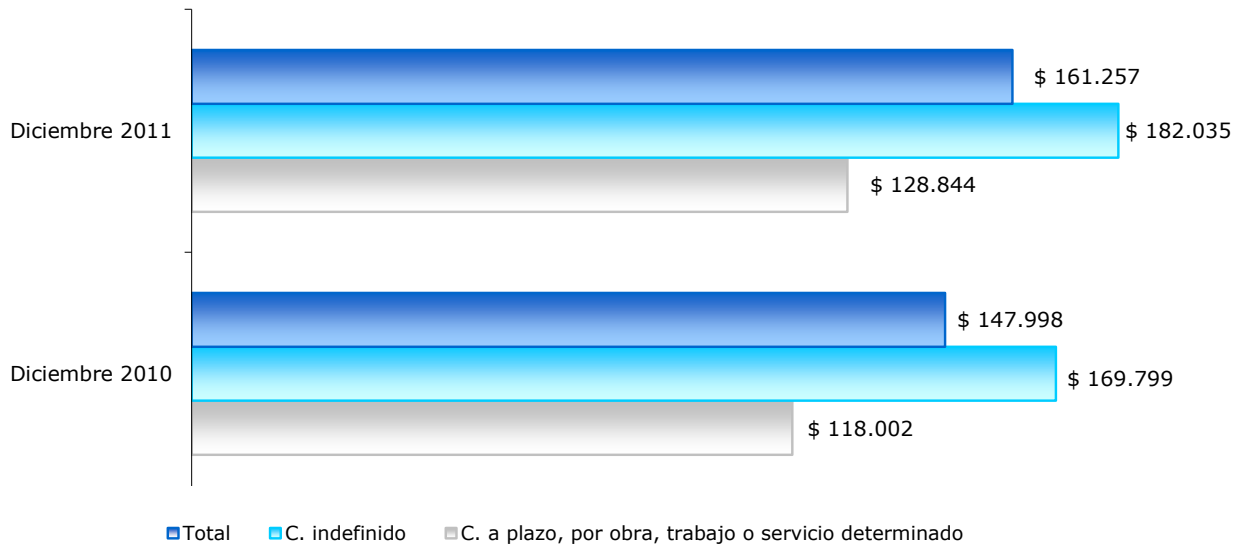 $ 161.257
Diciembre 2011
$ 182.035
$ 128.844
$ 147.998
Diciembre 2010
$ 169.799
$ 118.002
Total C. indefinido C. a plazo, por obra, trabajo o servicio determinado